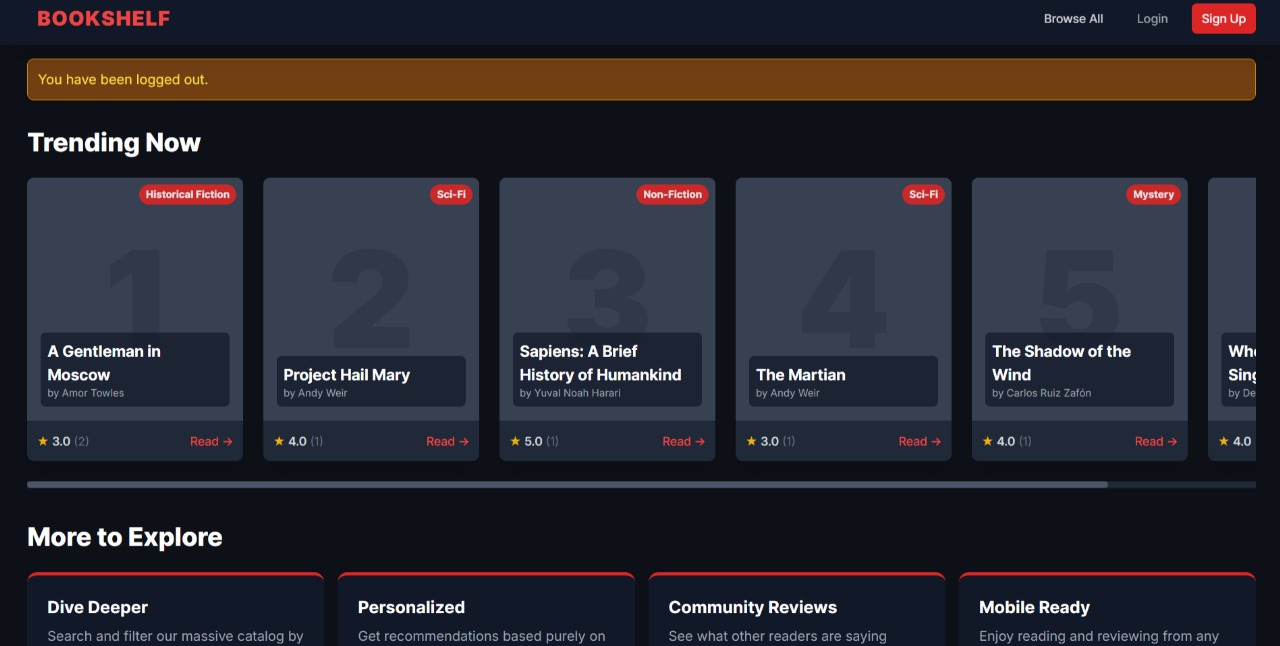 BOOKSHELF
Browse All
Login
Sign Up
You have been logged out.
Trending Now
Historical Fiction
1
A Gentleman in
Moscow
by Amor Towles
★ 3.0 (2)
Read →
Sci-Fi
2
Project Hail Mary
by Andy Weir
★ 4.0 (1)
Read →
Non-Fiction
3
Sapiens: A Brief
History of Humankind
by Yuval Noah Harari
★ 5.0 (1)
Read →
Sci-Fi
4
The Martian
by Andy Weir
★ 3.0 (1)
Read →
Mystery
5
The Shadow of the
Wind
by Carlos Ruiz Zafón
★ 4.0 (1)
Read →
by De
★ 4.0
More to Explore
Dive Deeper
Search and filter our massive catalog by
Personalized
Get recommendations based purely on
Community Reviews
See what other readers are saying
Mobile Ready
Enjoy reading and reviewing from any